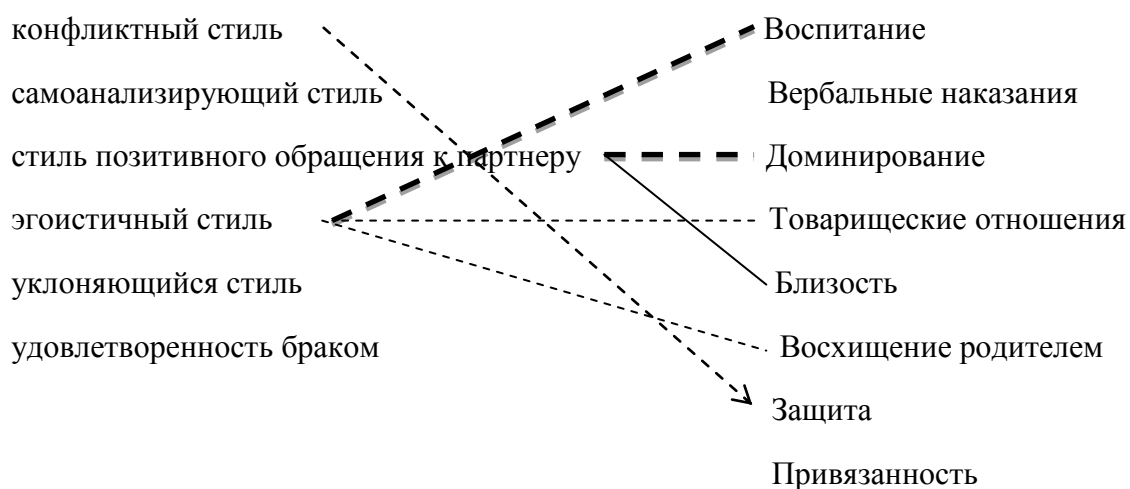 конфликтный стиль Воспитание
самоанализирующий стиль Вербальные наказания
стиль позитивного обращения к партнеру Доминирование
эгоистичный стиль Товарищеские отношения
уклоняющийся стиль Близость
удовлетворенность браком Восхищение родителем
Защита
Привязанность